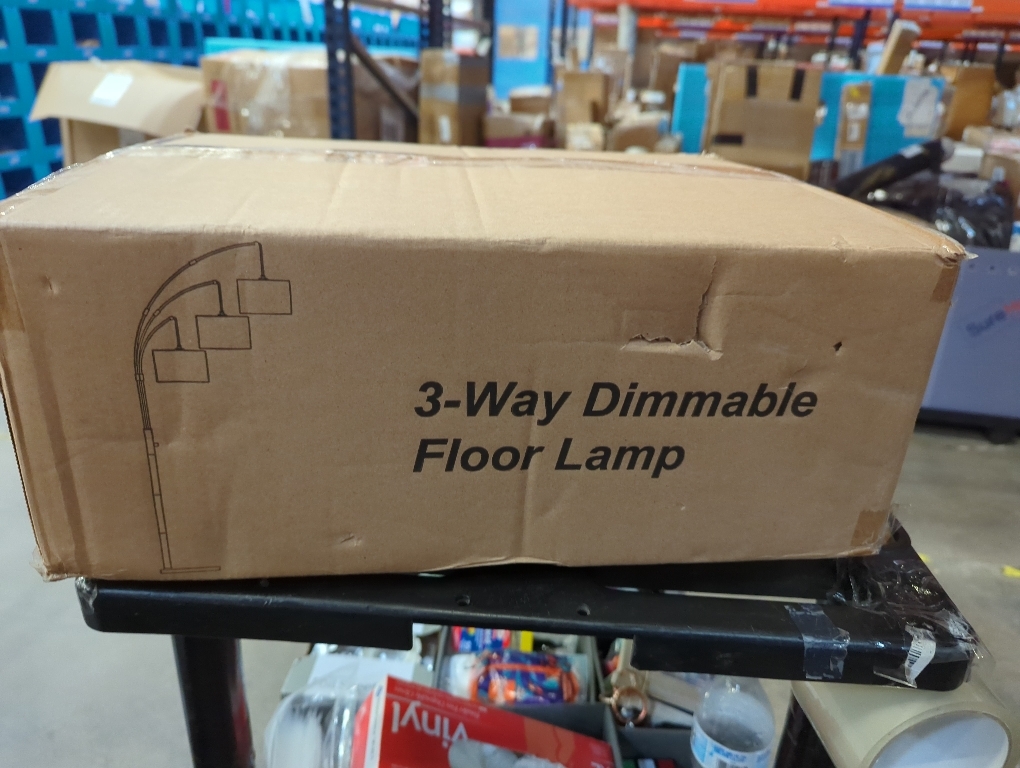 3-Way Dimmable
Floor Lamp
vinyl